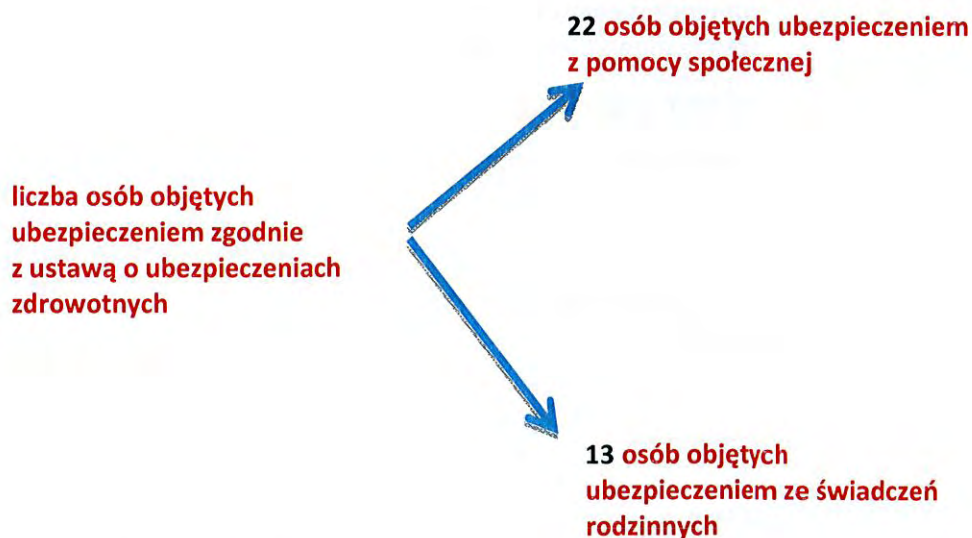 22 osób objętych ubezpieczeniem
z pomocy społecznej
liczba osób objętych
ubezpieczeniem zgodnie
z ustawą o ubezpieczeniach
zdrowotnych
13 osób objętych
ubezpieczeniem ze świadczeń
rodzinnych